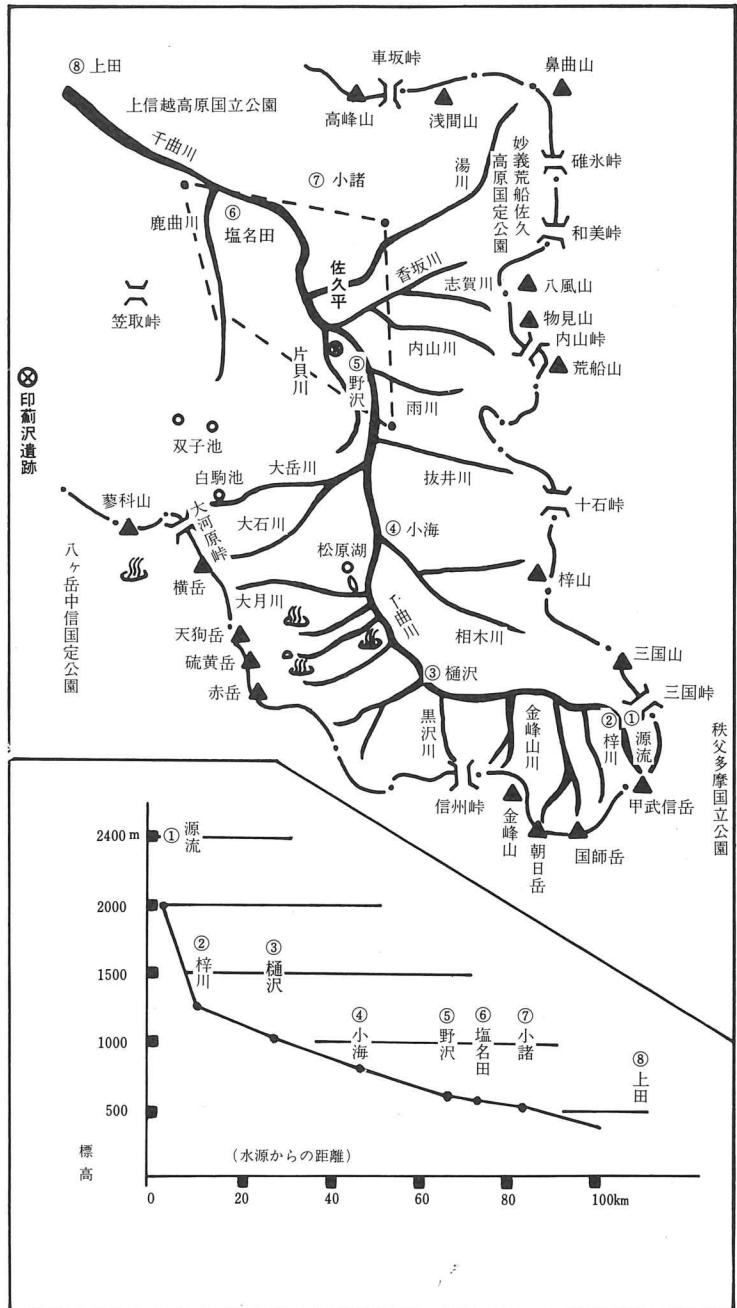 ⑧ 上田
上信越高原国立公園
千曲川
車坂峠
高峰山
浅間山
鼻曲山
⑦ 小諸
湯川
妙義荒船佐久
高原国定公園
碓氷峠
和美峠
鹿曲川
⑥
塩名田
佐久平
香坂川
志賀川
八風山
物見山
内山峠
荒船山
笠取峠
片貝川
⑤
野沢
内山川
雨川
⊗
印薊沢遺跡
双子池
白駒池
大岳川
抜井川
十石峠
蓼科山
大河原峠
大石川
④ 小海
松原湖
八ヶ岳中信国定公園
横岳
大月川
千曲川
相木川
梓山
天狗岳
硫黄岳
赤岳
③ 樋沢
三国山
三国峠
黒沢川
金峰山川
②
梓川
①
源流
秩父多摩国立公園
信州峠
金峰山
朝日岳
国師岳
甲武信岳
2400 m
① 源流
2000
② 梓川
③ 樋沢
1500
④ 小海
⑤ 野沢
⑥ 塩名田
⑦ 小諸
1000
⑧ 上田
500
標高
(水源からの距離)
0 20 40 60 80 100km